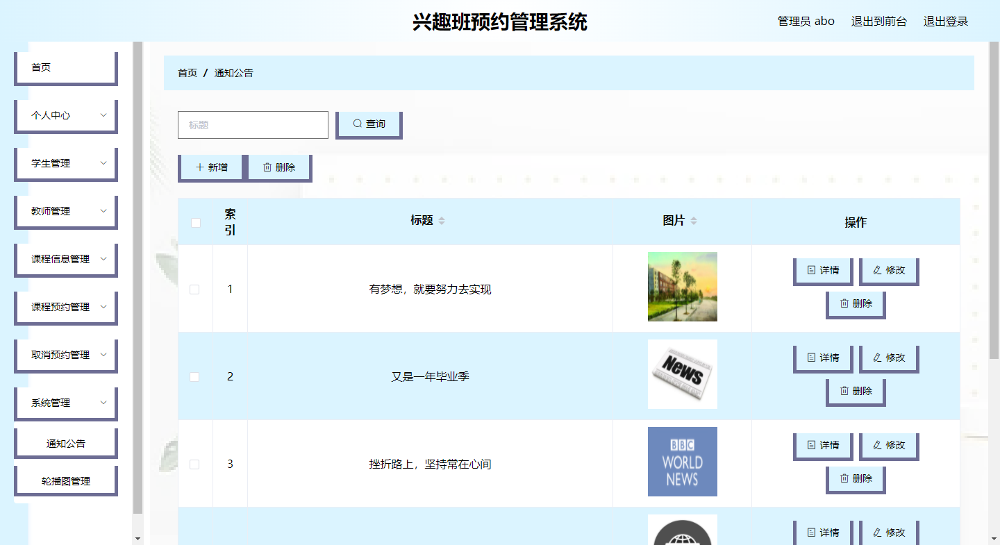 兴趣班预约管理系统
管理员 abo
退出到前台
退出登录
首页
个人中心
学生管理
教师管理
课程信息管理
课程预约管理
取消预约管理
系统管理
通知公告
轮播图管理
首页 / 通知公告
标题
查询
新增
删除
索引
标题
图片
操作
1
有梦想，就要努力去实现
详情
修改
删除
2
又是一年毕业季
News
详情
修改
删除
3
挫折路上，坚持常在心间
BBC
WORLD
NEWS
详情
修改
删除
详情
修改